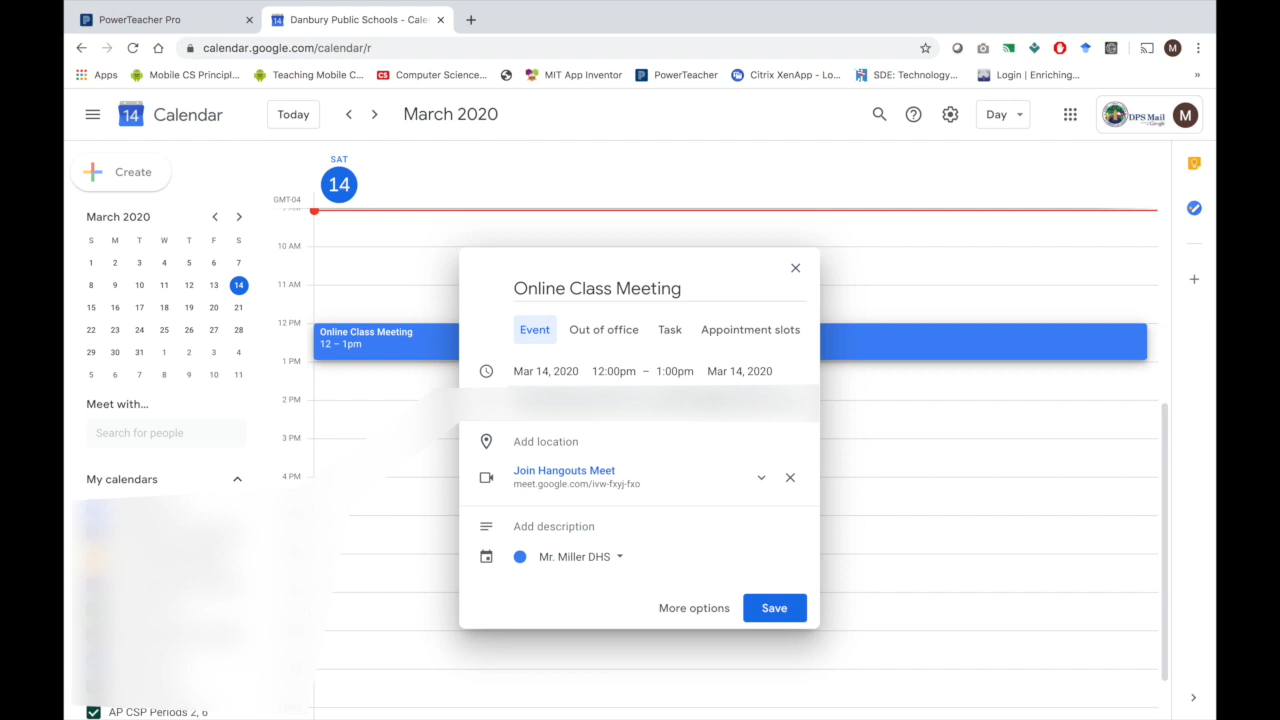 PowerTeacher Pro
14 Danbury Public Schools - Cale
calendar.google.com/calendar/r
M
Apps Mobile CS Principl... Teaching Mobile C... CS Computer Science... MIT App Inventor PowerTeacher Citrix XenApp - Lo... SDE: Technology... Login | Enriching... »
14 Calendar Today March 2020 Day DPS Mail M
Create
SAT
14
GMT-04
March 2020
S M T W T F S
1 2 3 4 5 6 7
8 9 10 11 12 13 14
15 16 17 18 19 20 21
22 23 24 25 26 27 28
29 30 31 1 2 3 4
5 6 7 8 9 10 11
Meet with...
Search for people
My calendars
AP CSP Periods 2, 6
10 AM
11 AM
12 PM
1 PM
2 PM
3 PM
4 PM
Online Class Meeting
12 – 1pm
Online Class Meeting
Event Out of office Task Appointment slots
Mar 14, 2020 12:00pm – 1:00pm Mar 14, 2020
Add location
Join Hangouts Meet
meet.google.com/ivw-fxyj-fxo
Add description
Mr. Miller DHS
More options Save